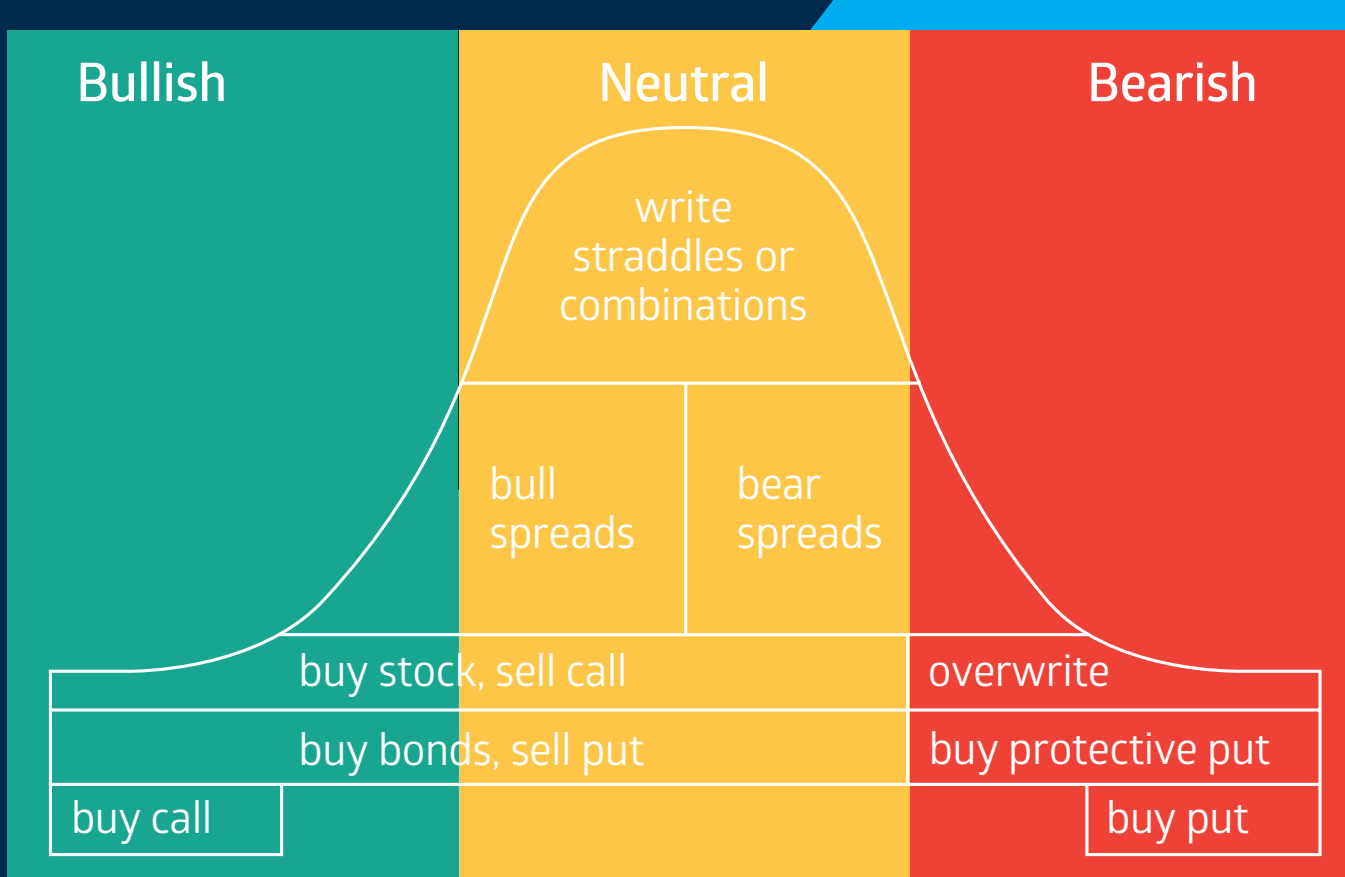 Bullish
Neutral
Bearish
write
straddles or
combinations
bull
spreads
bear
spreads
buy stock, sell call
overwrite
buy bonds, sell put
buy protective put
buy call
buy put